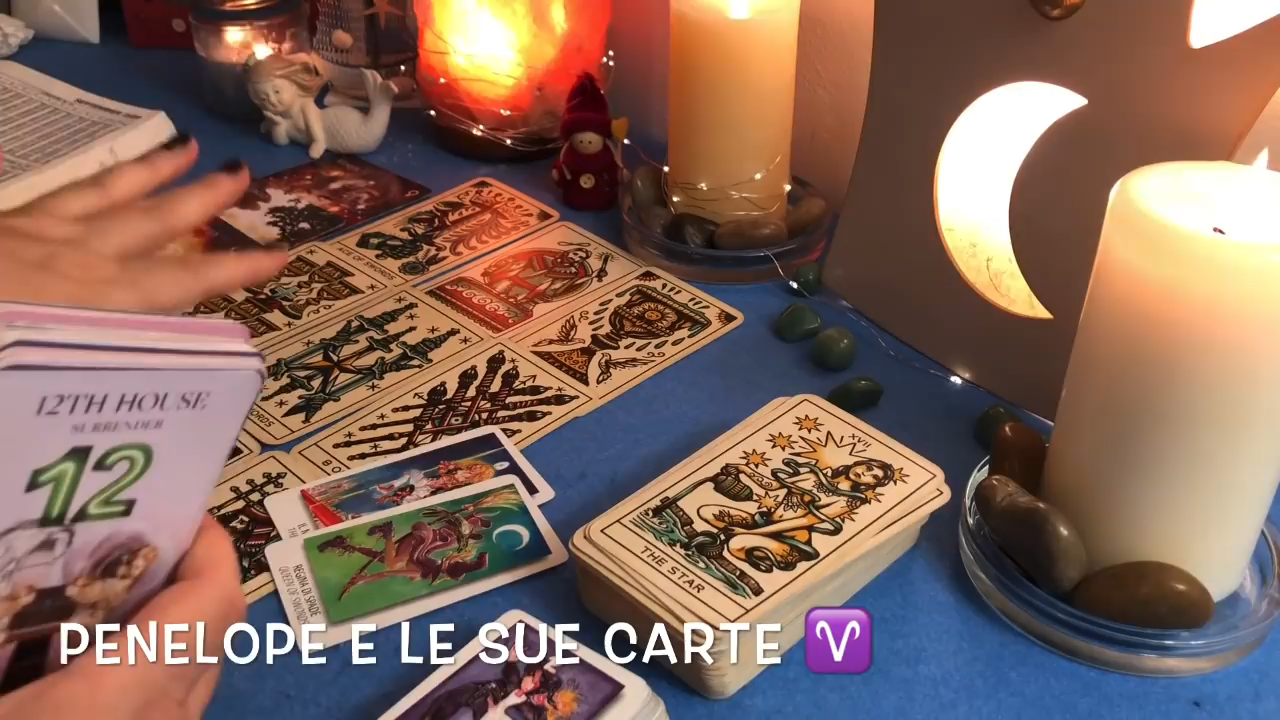 12TH HOUSE
SURRENDER
12
ACE OF SWORDS
XVII
THE STAR
REGINA DI SPADE
QUEEN OF SWORDS
PENELOPE E LE SUE CARTE ♈